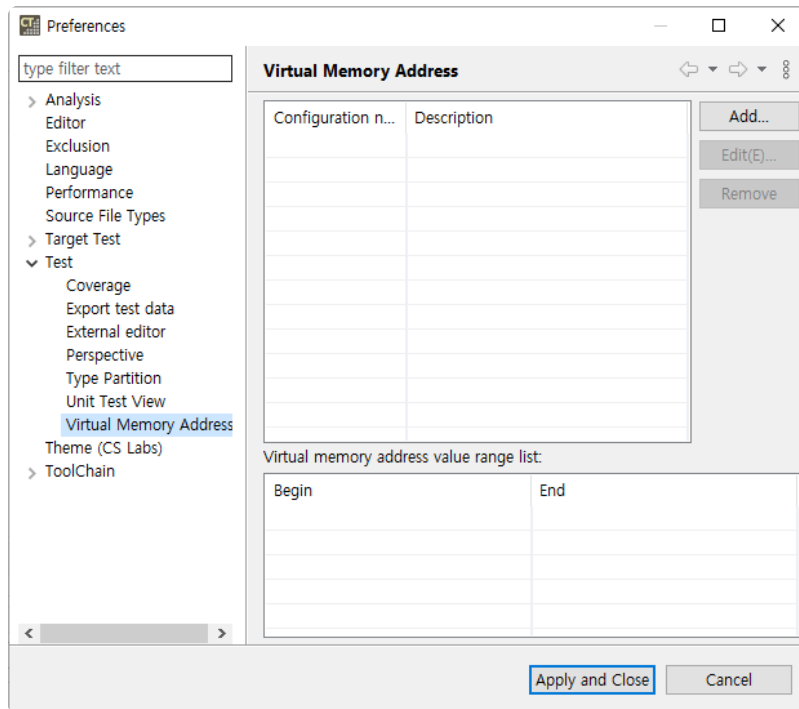 CT
Preferences
type filter text
Analysis
Editor
Exclusion
Language
Performance
Source File Types
Target Test
Test
Coverage
Export test data
External editor
Perspective
Type Partition
Unit Test View
Virtual Memory Address
Theme (CS Labs)
ToolChain
Virtual Memory Address
Configuration n... Description
Add...
Edit(E)...
Remove
Virtual memory address value range list:
Begin End
Apply and Close Cancel